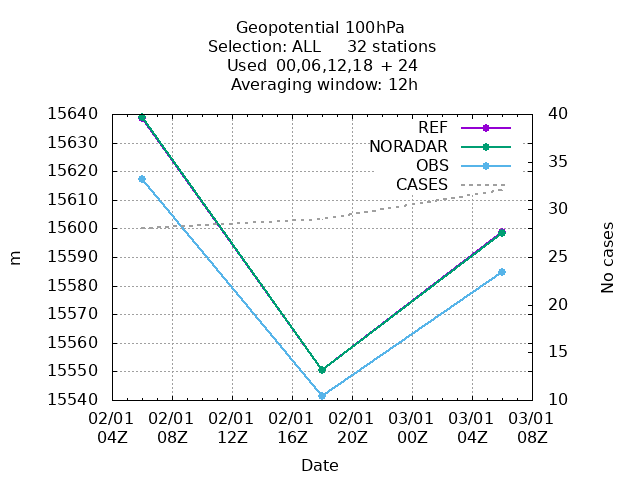 Geopotential 100hPa
Selection: ALL     32 stations
Used  00,06,12,18  + 24
Averaging window: 12h
15640
15630
15620
15610
15600
15590
15580
15570
15560
15550
15540
40
35
30
25
20
15
10
REF
NORADAR
OBS
CASES
m
No cases
02/01 02/01 02/01 02/01 02/01 03/01 03/01 03/01
04Z 08Z 12Z 16Z 20Z 00Z 04Z 08Z
Date